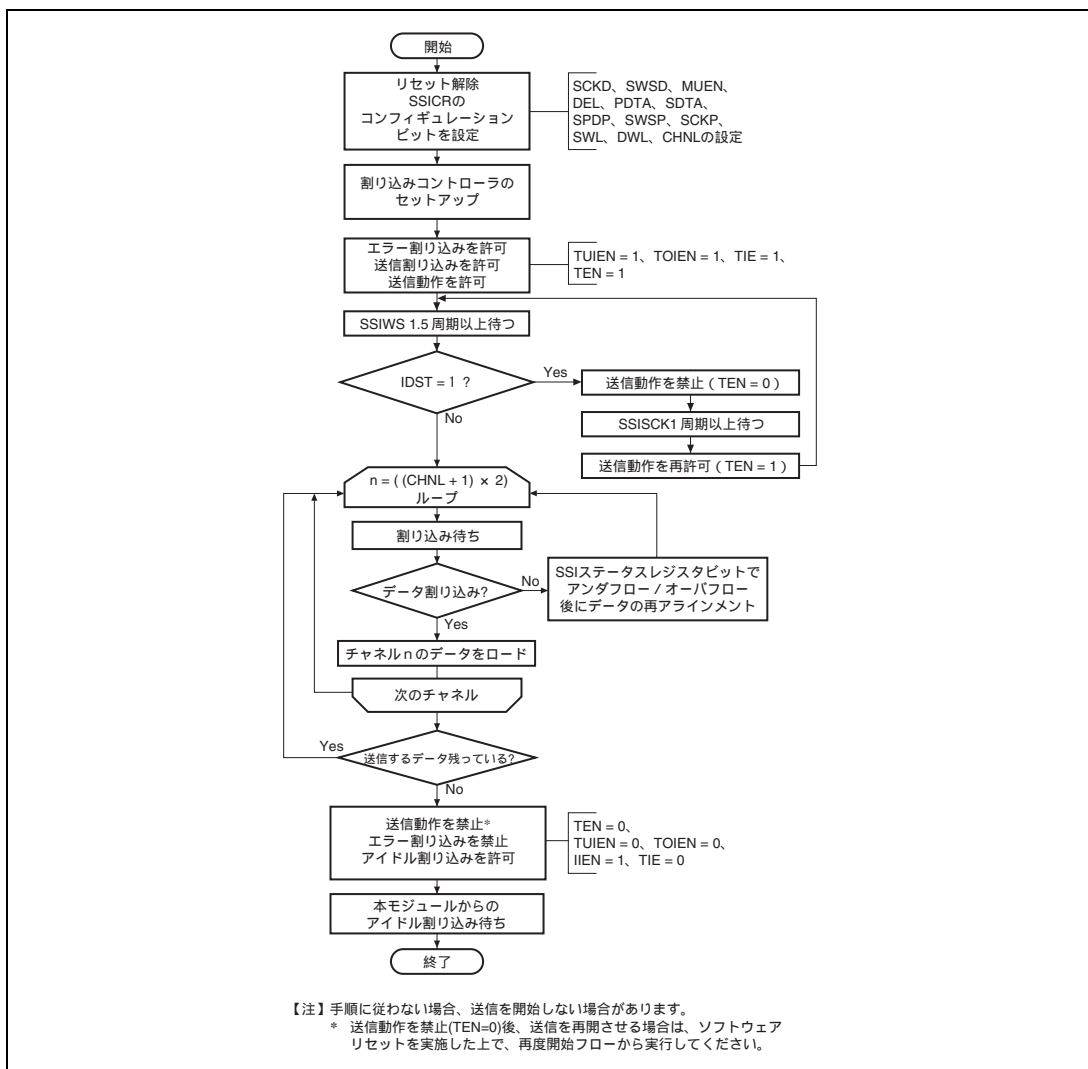 開始
リセット解除
SSICRの
コンフィギュレーション
ビットを設定
SCKD、SWSD、MUEN、
DEL、PDTA、SDTA、
SPDP、SWSP、SCKP、
SWL、DWL、CHNLの設定
割り込みコントローラの
セットアップ
エラー割り込みを許可
送信割り込みを許可
送信動作を許可
TUIEN = 1、TOIEN = 1、TIE = 1、
TEN = 1
SSIWS 1.5 周期以上待つ
IDST = 1 ?
Yes
No
送信動作を禁止 ( TEN = 0 )
SSISCK1 周期以上待つ
送信動作を再許可 ( TEN = 1 )
n = ( (CHNL + 1) × 2)
ループ
割り込み待ち
データ割り込み?
No
Yes
SSIステータスレジスタビットで
アンダフロー / オーバフロー
後にデータの再アラインメント
チャネル n のデータをロード
次のチャネル
送信するデータ残っている?
Yes
No
送信動作を禁止*
エラー割り込みを禁止
アイドル割り込みを許可
TEN = 0、
TUIEN = 0、TOIEN = 0、
IIEN = 1、TIE = 0
本モジュールからの
アイドル割り込み待ち
終了
【注】手順に従わない場合、送信を開始しない場合があります。
* 送信動作を禁止(TEN=0)後、送信を再開させる場合は、ソフトウェア
リセットを実施した上で、再度開始フローから実行してください。